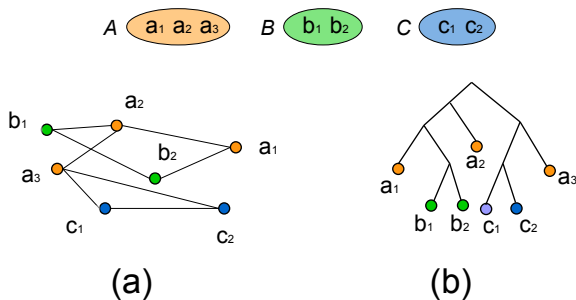 A a₁ a₂ a₃ B b₁ b₂ C c₁ c₂
a₂
b₁
b₂
a₁
a₃
c₁
c₂
a₁
a₂
a₃
b₁ b₂ c₁ c₂
(a) (b)